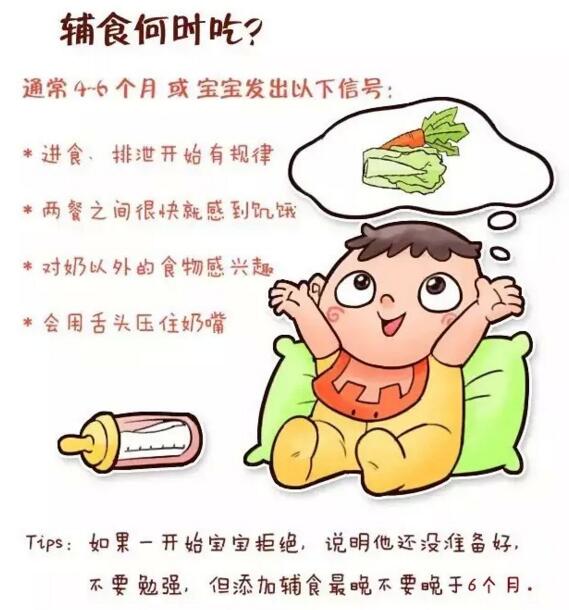 辅食何时吃?
通常4-6个月或宝宝发出以下信号:
* 进食、排泄开始有规律
* 两餐之间很快就感到饥饿
* 对奶以外的食物感兴趣
* 会用舌头压住奶嘴
Tips: 如果一开始宝宝拒绝, 说明他还没准备好,
不要勉强, 但添加辅食最晚不要晚于6个月.